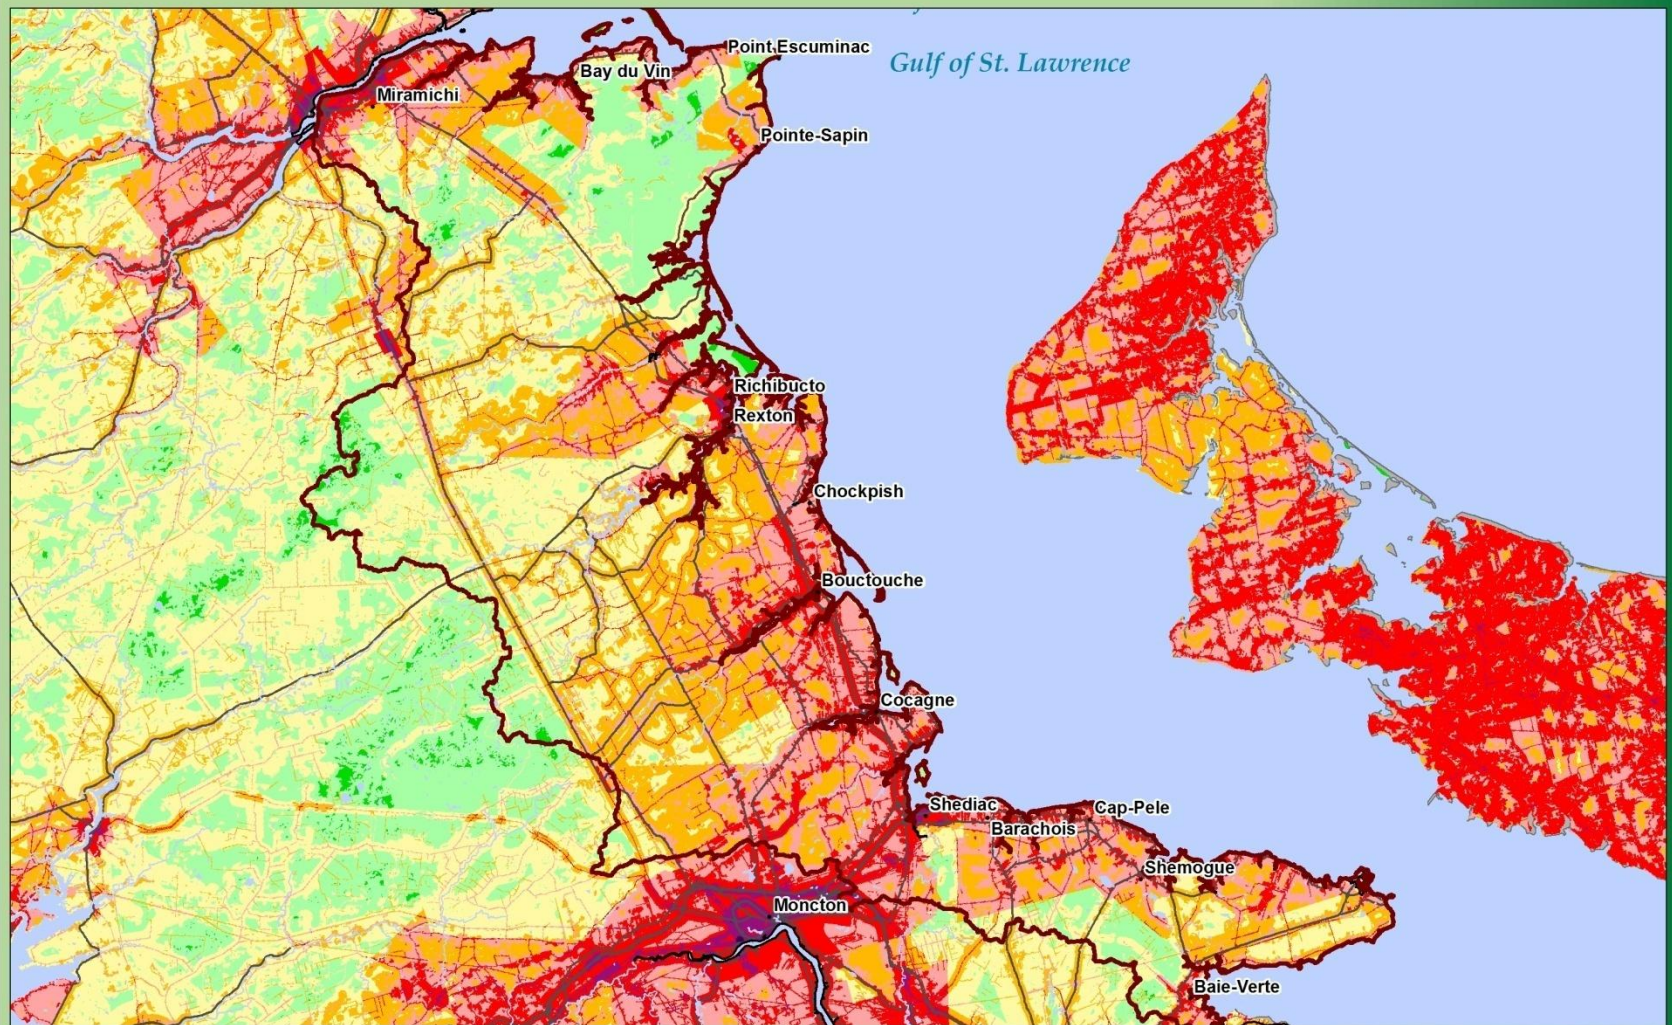 Point Escuminac
Gulf of St. Lawrence
Bay du Vin
Miramichi
Pointe-Sapin
Richibucto
Rexton
Chockpish
Bouctouche
Cocagne
Shediac
Cap-Pele
Barachois
Shemogue
Moncton
Baie-Verte